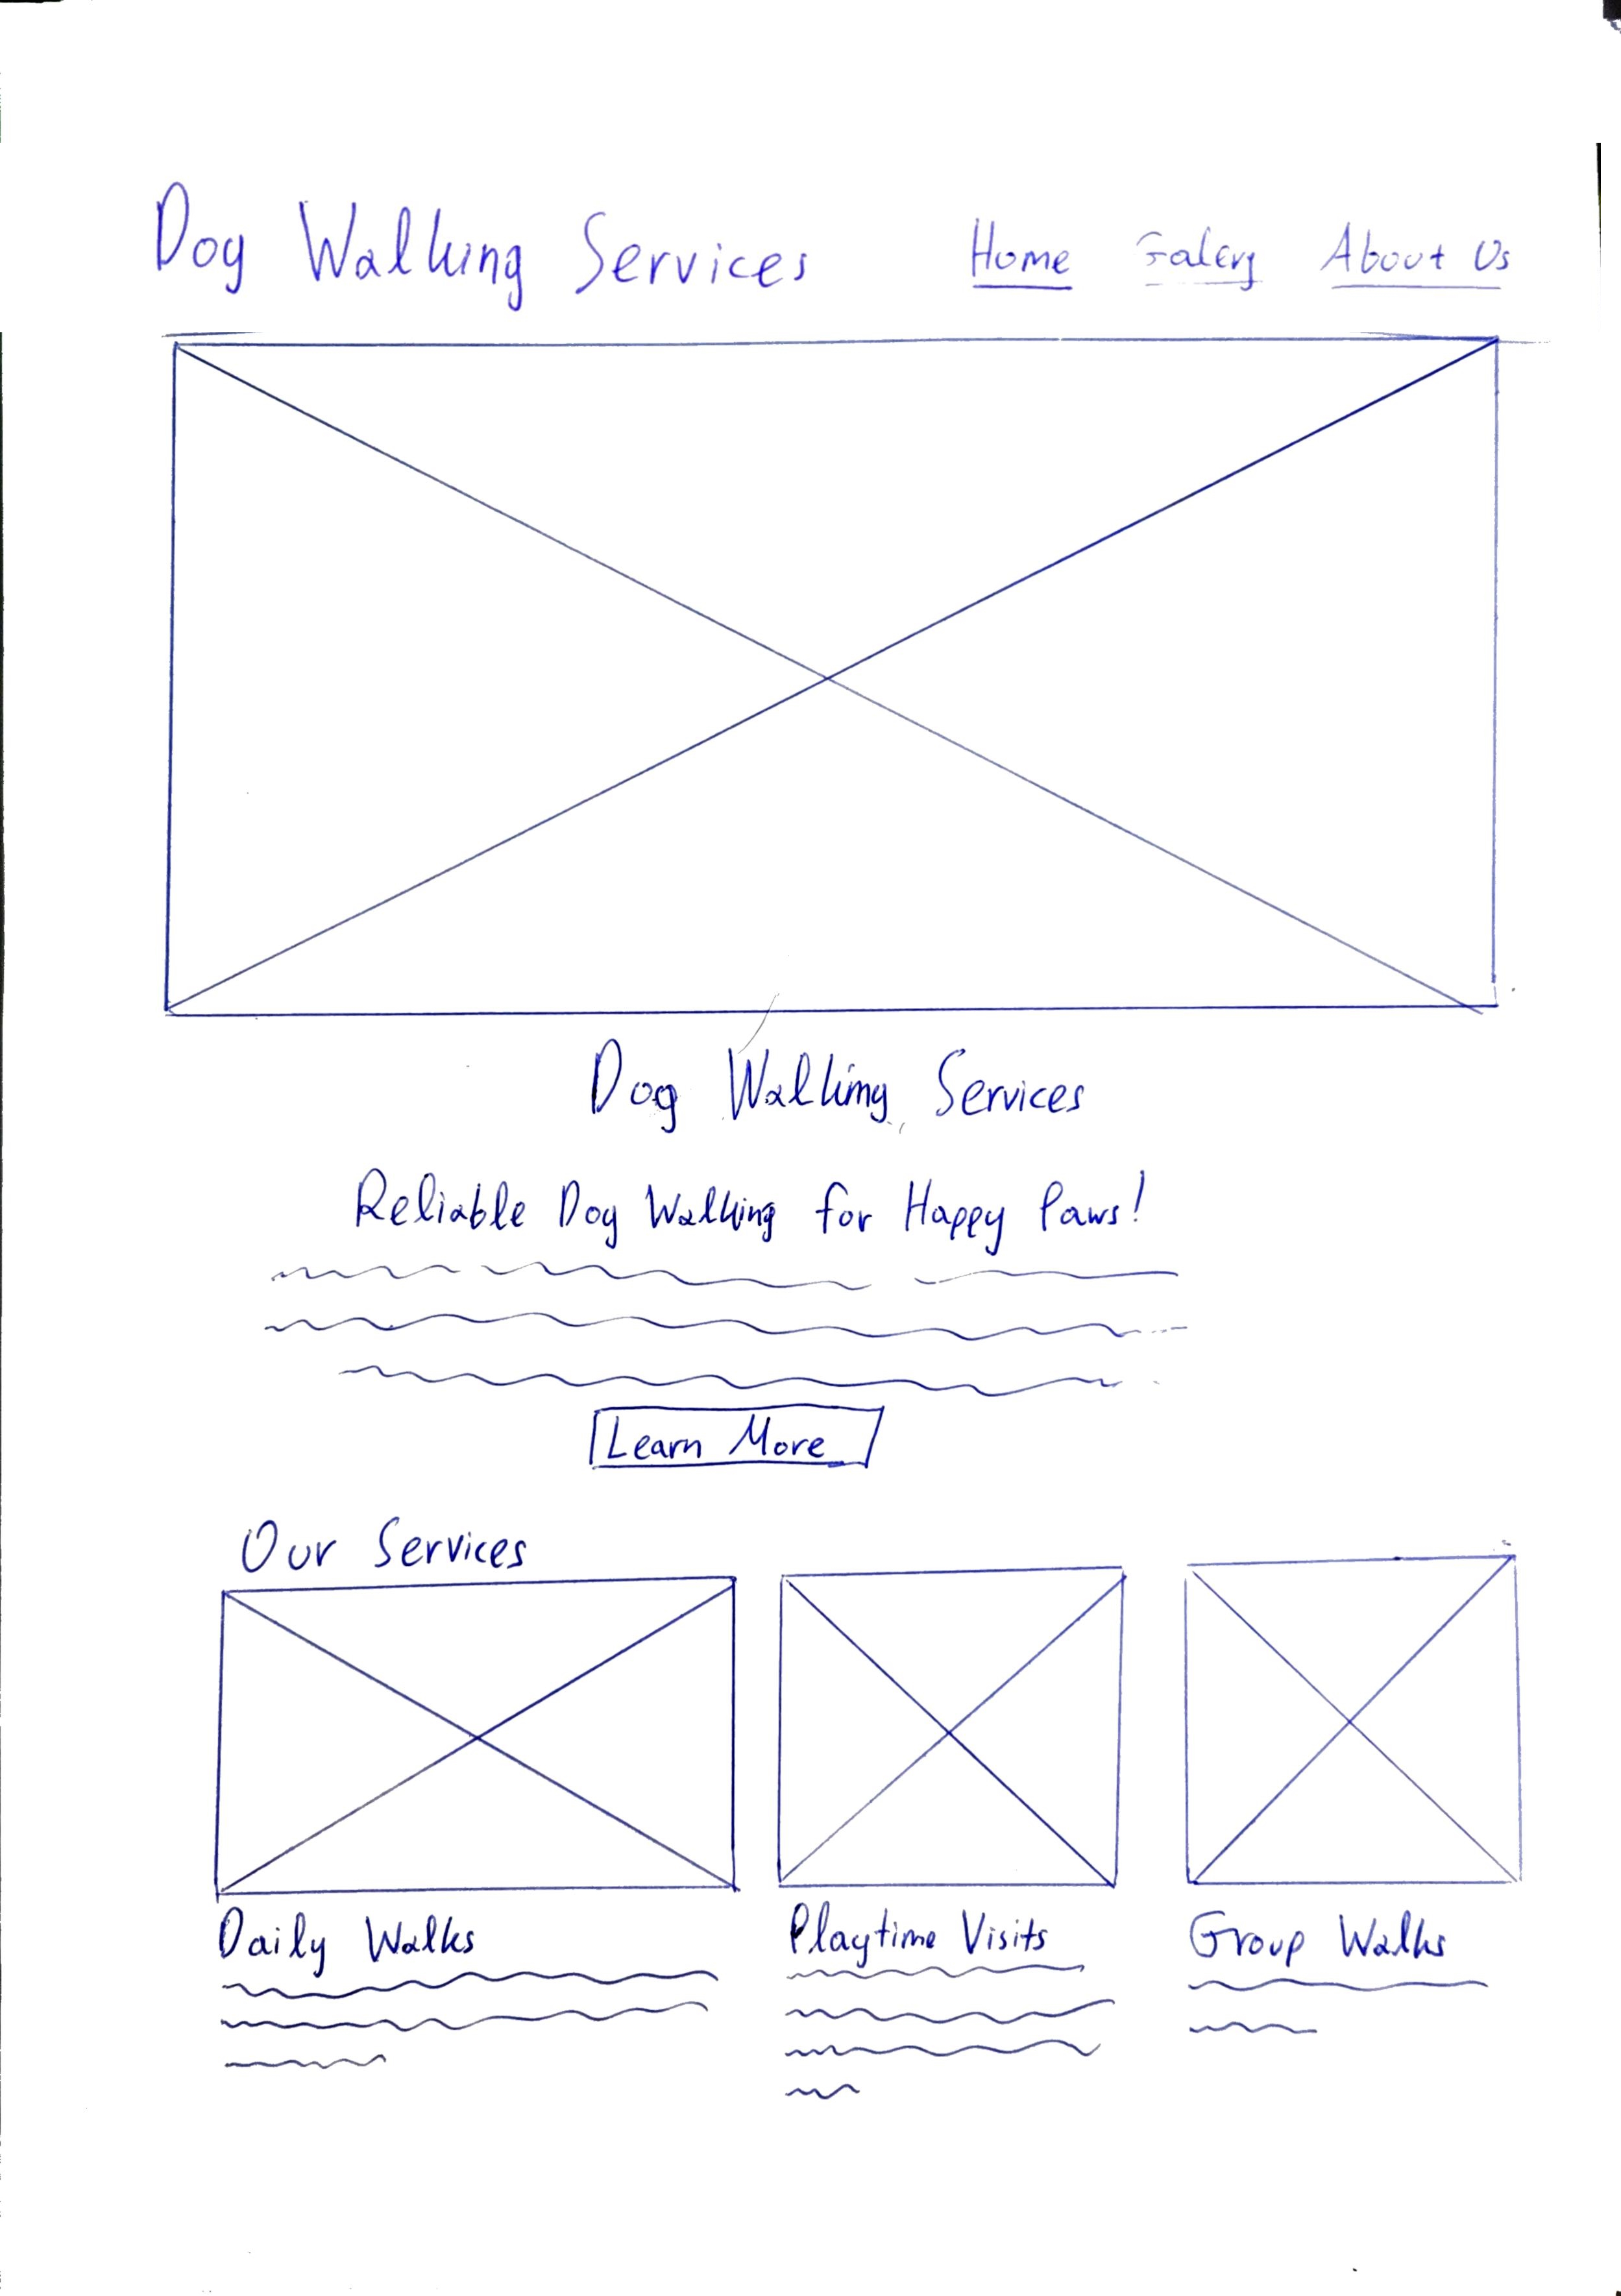 Dog Walking Services Home Galery About Us
Dog Walking Services
Reliable Dog Walking for Happy Paws!
Learn More
Our Services
Daily Walks Playtime Visits Group Walks